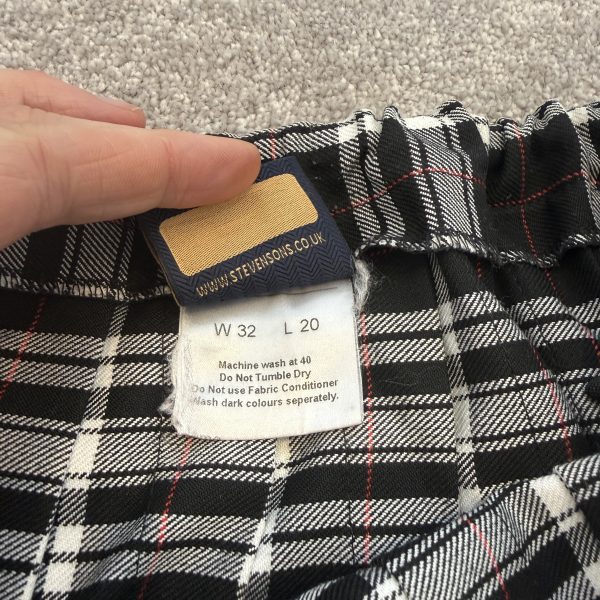 WWW.STEVENSONS.CO.UK
W 32 L 20
Machine wash at 40
Do Not Tumble Dry
Do Not use Fabric Conditioner
Wash dark colours seperately.